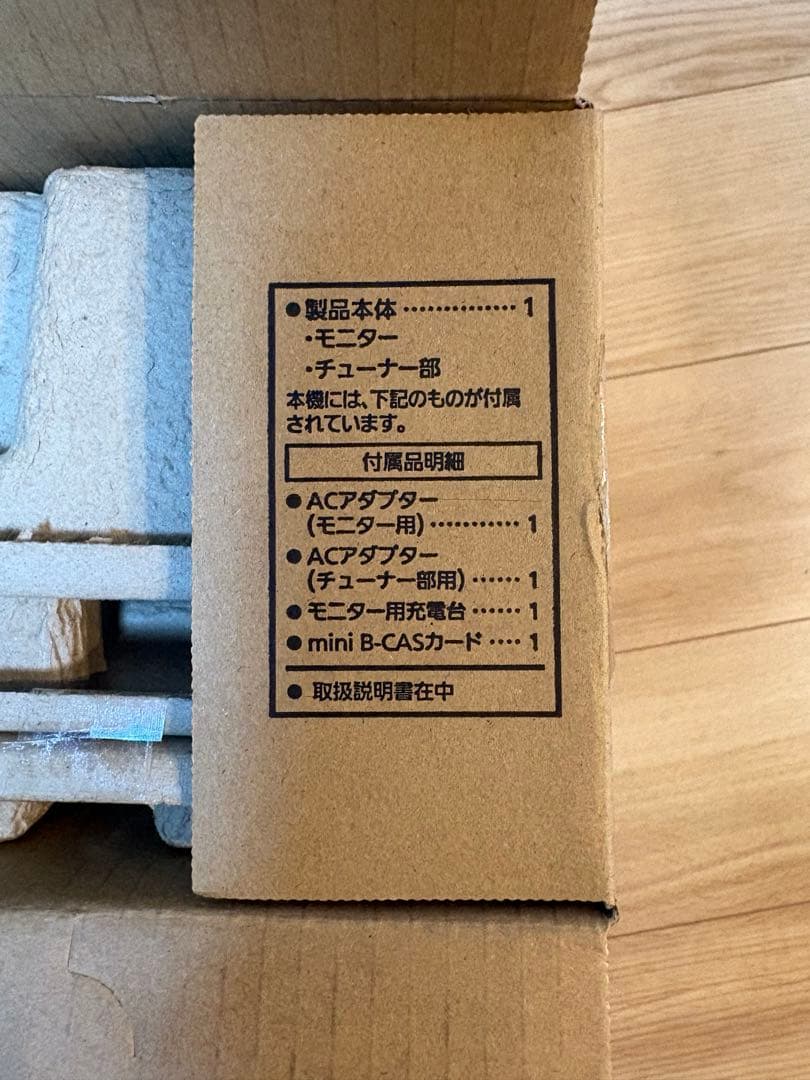 ●製品本体……………1
・モニター
・チューナー部
本機には、下記のものが付属
されています。
付属品明細
●ACアダプター
(モニター用)…………1
●ACアダプター
(チューナー部用)……1
●モニター用充電台……1
●mini B-CASカード‥‥1
●取扱説明書在中